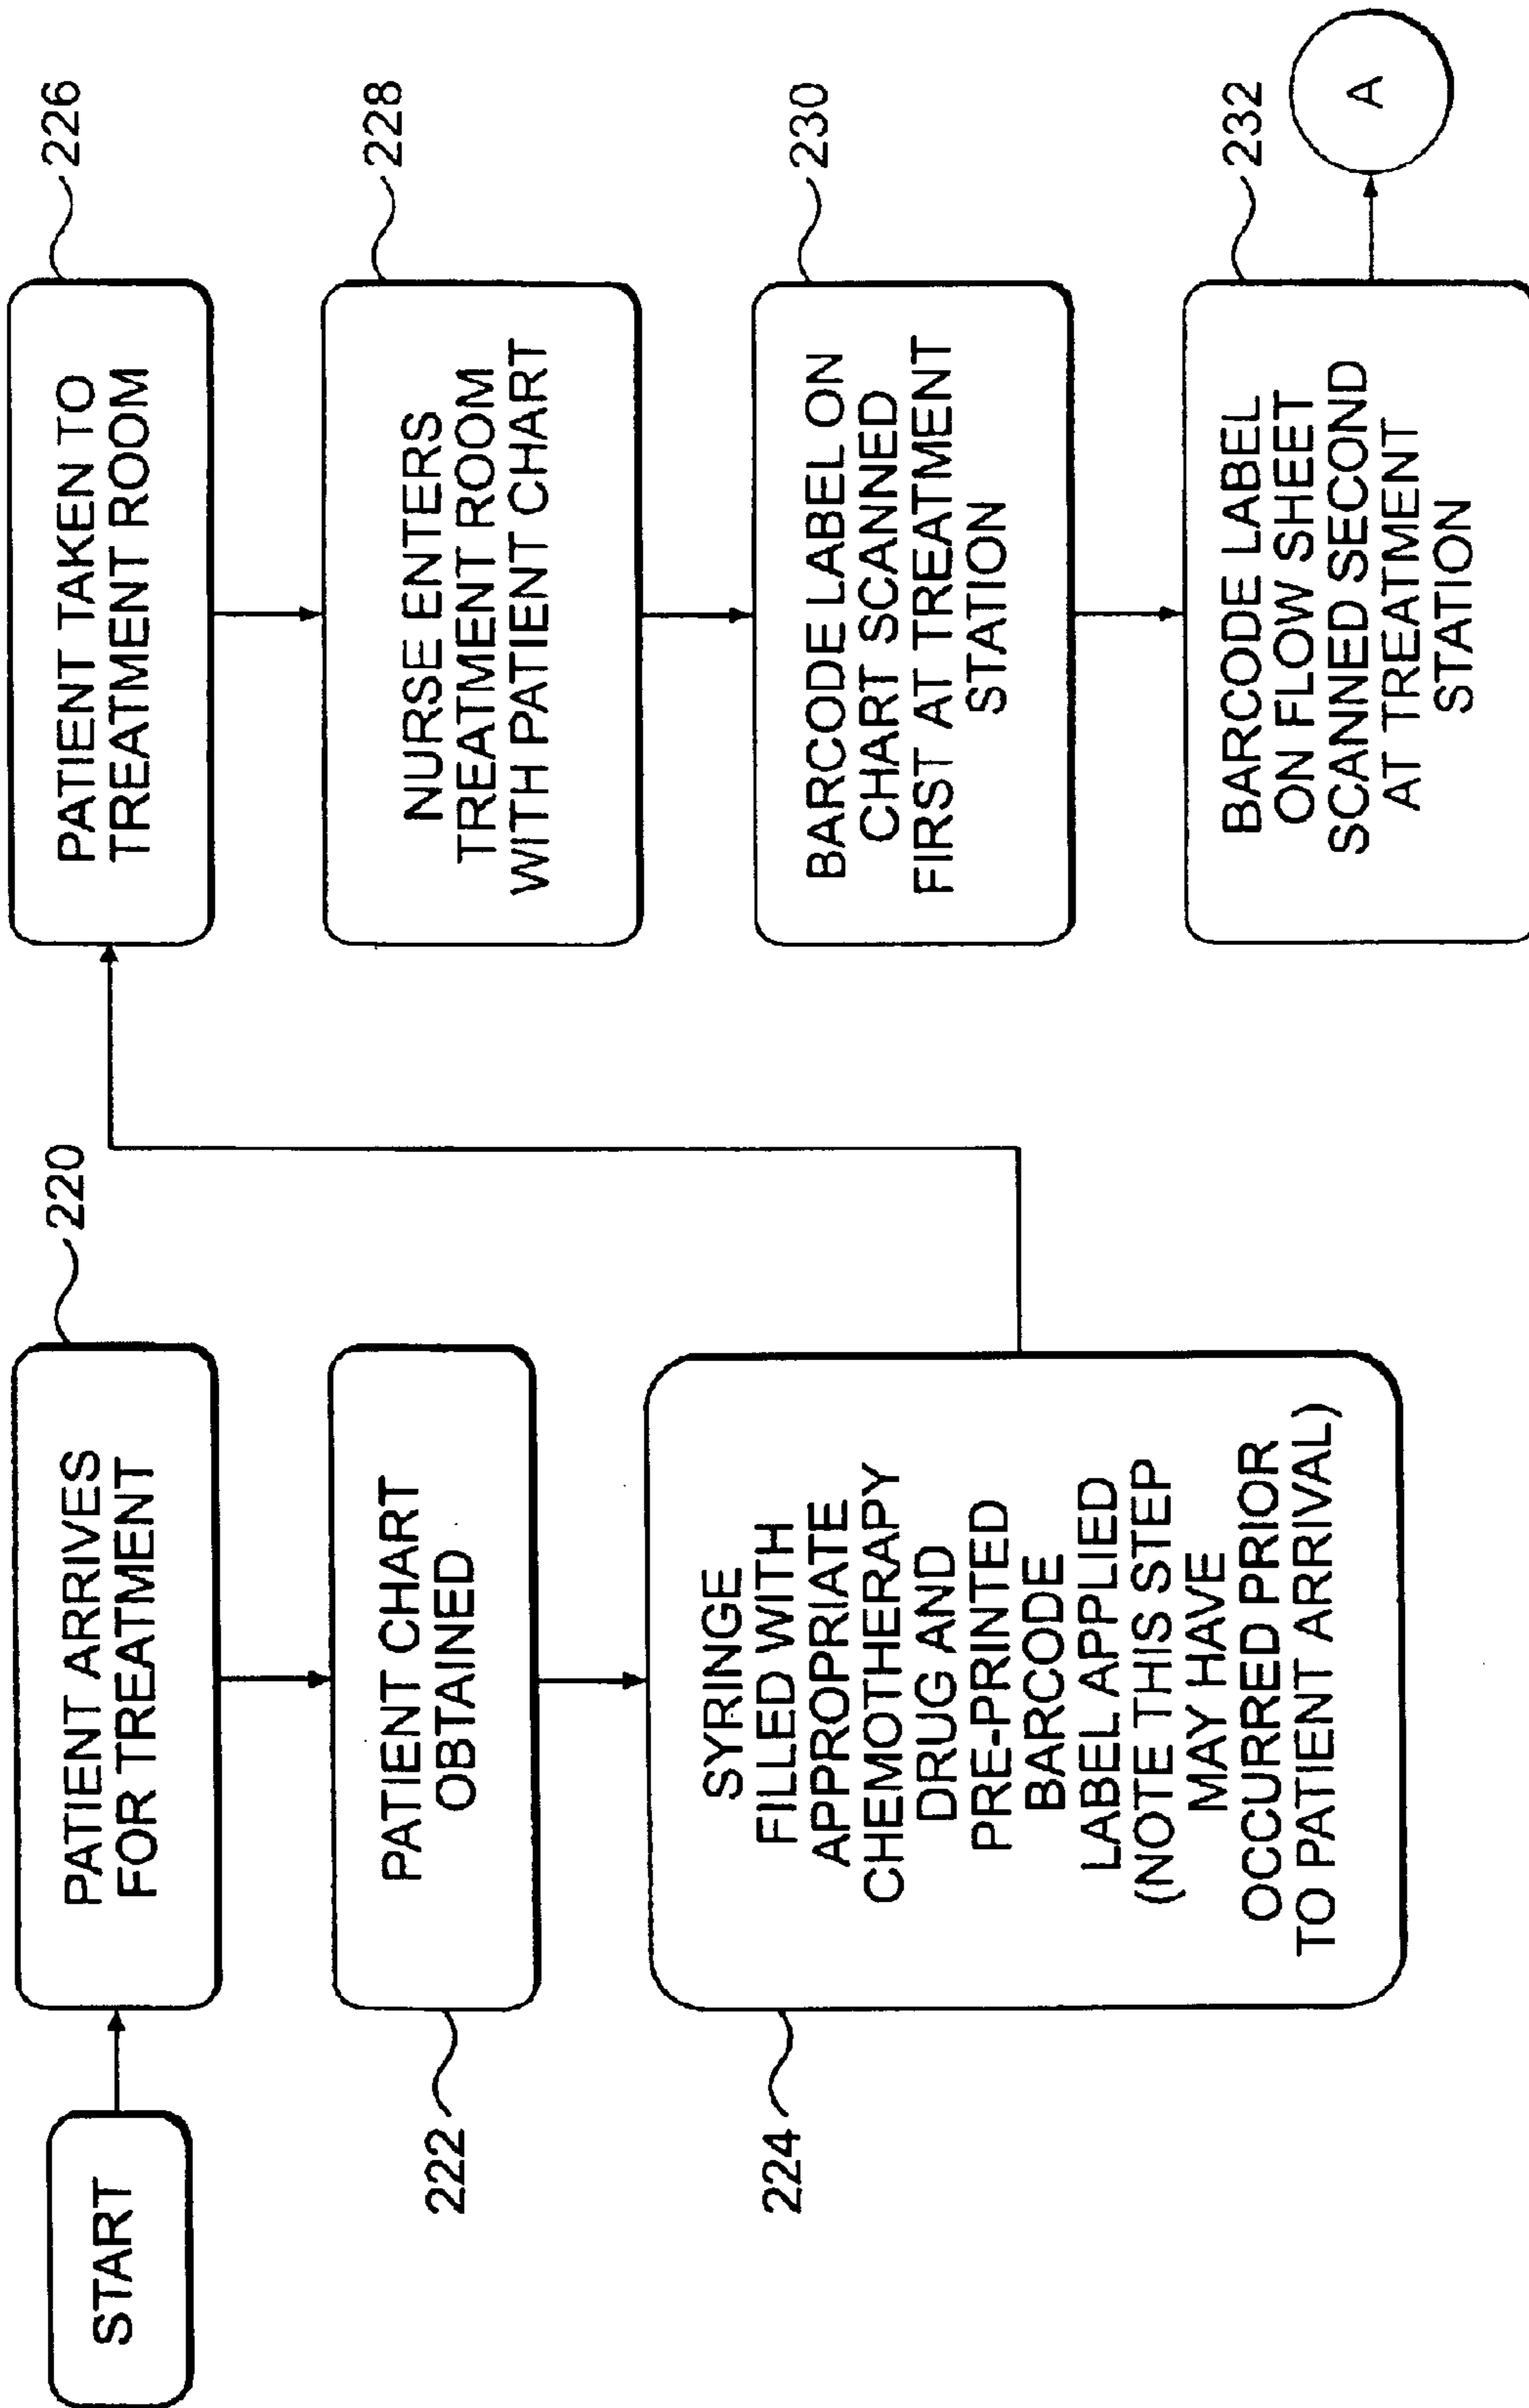 START
220
PATIENT ARRIVES
FOR TREATMENT
222
PATIENT CHART
OBTAINED
224
SYRINGE
FILLED WITH
APPROPRIATE
CHEMOTHERAPY
DRUG AND
PRE-PRINTED
BARCODE
LABEL APPLIED
(NOTE THIS STEP
MAY HAVE
OCCURRED PRIOR
TO PATIENT ARRIVAL)
226
PATIENT TAKEN TO
TREATMENT ROOM
228
NURSE ENTERS
TREATMENT ROOM
WITH PATIENT CHART
230
BARCODE LABEL ON
CHART SCANNED
FIRST AT TREATMENT
STATION
232
BARCODE LABEL
ON FLOW SHEET
SCANNED SECOND
AT TREATMENT
STATION
A